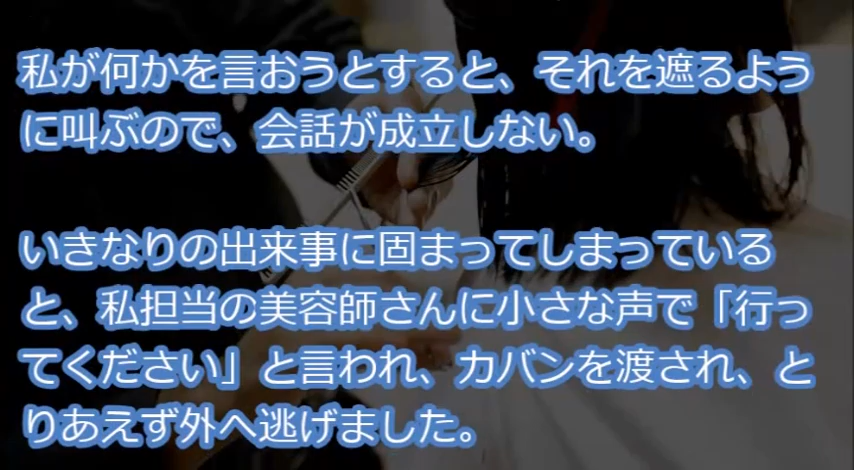 私が何かを言おうとすると、それを遮るよう
に叫ぶので、会話が成立しない。
いきなりの出来事に固まってしまっている
と、私担当の美容師さんに小さな声で「行っ
てください」と言われ、カバンを渡され、と
りあえず外へ逃げました。